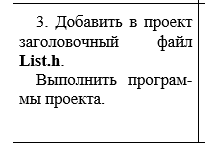 3. Добавить в проект
заголовочный файл
List.h.
Выполнить програм-
мы проекта.